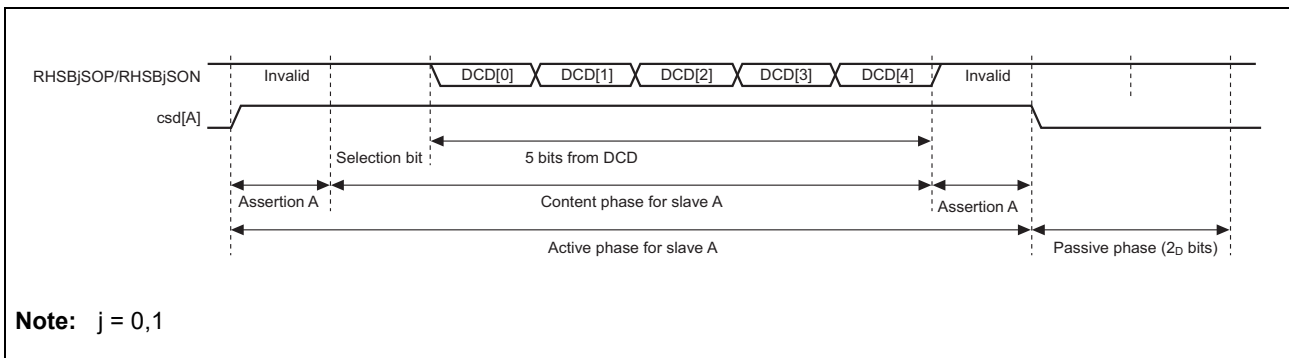 RHSBjSOP/RHSBjSON Invalid DCD[0] DCD[1] DCD[2] DCD[3] DCD[4] Invalid
csd[A]
Selection bit 5 bits from DCD
Assertion A Content phase for slave A Assertion A
Active phase for slave A Passive phase (2D bits)
Note: j = 0,1